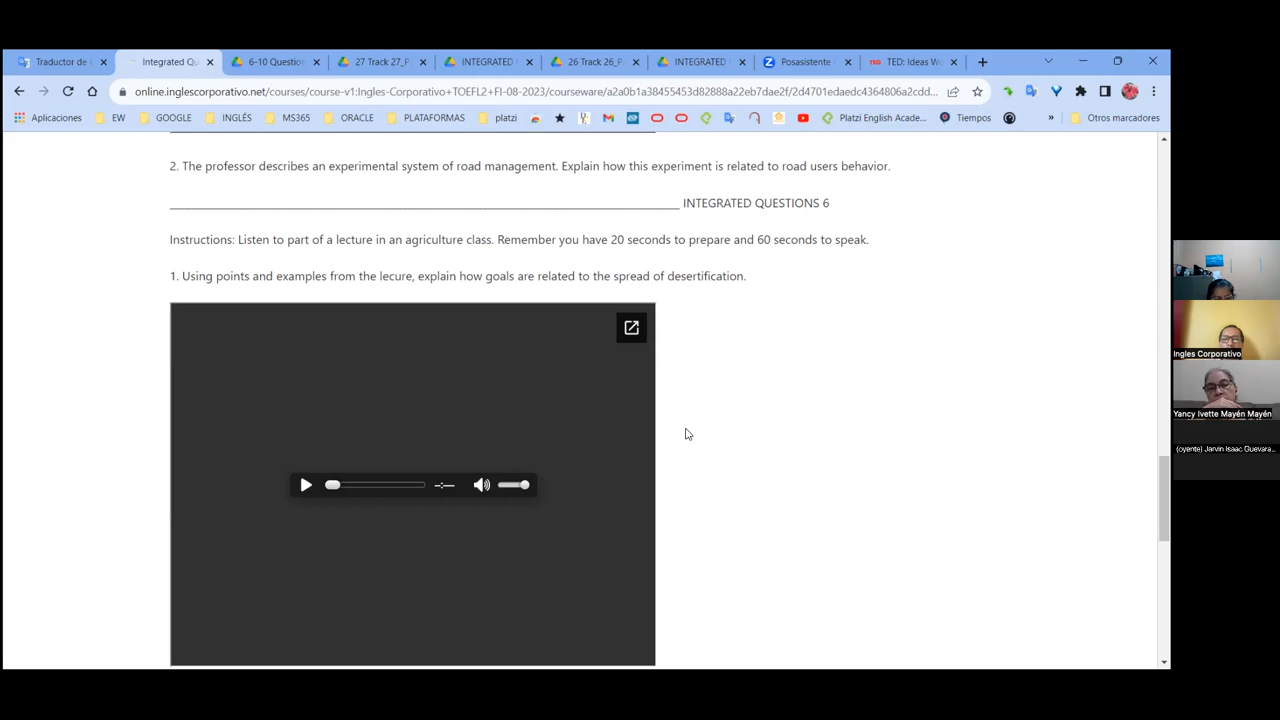 Traductor de
Integrated Qu
6-10 Question
27 Track 27_P
INTEGRATED
26 Track 26_P
INTEGRATED
Posasistente
TED: Ideas Wo
online.inglescorporativo.net/courses/course-v1:Ingles-Corporativo+TOEFL2+FI-08-2023/courseware/a2a0b1a38455453d82888a22eb7dae2f/2d4701edaedc4364806a2cdd...
Aplicaciones
EW
GOOGLE
INGLÉS
MS365
ORACLE
PLATAFORMAS
platzi
Platzi English Acade...
Tiempos
»
Otros marcadores
2. The professor describes an experimental system of road management. Explain how this experiment is related to road users behavior.
INTEGRATED QUESTIONS 6
Instructions: Listen to part of a lecture in an agriculture class. Remember you have 20 seconds to prepare and 60 seconds to speak.
1. Using points and examples from the lecure, explain how goals are related to the spread of desertification.
-:--
Ingles Corporativo
Yancy Ivette Mayén Mayén
(oyente) Jarvin Isaac Guevara...